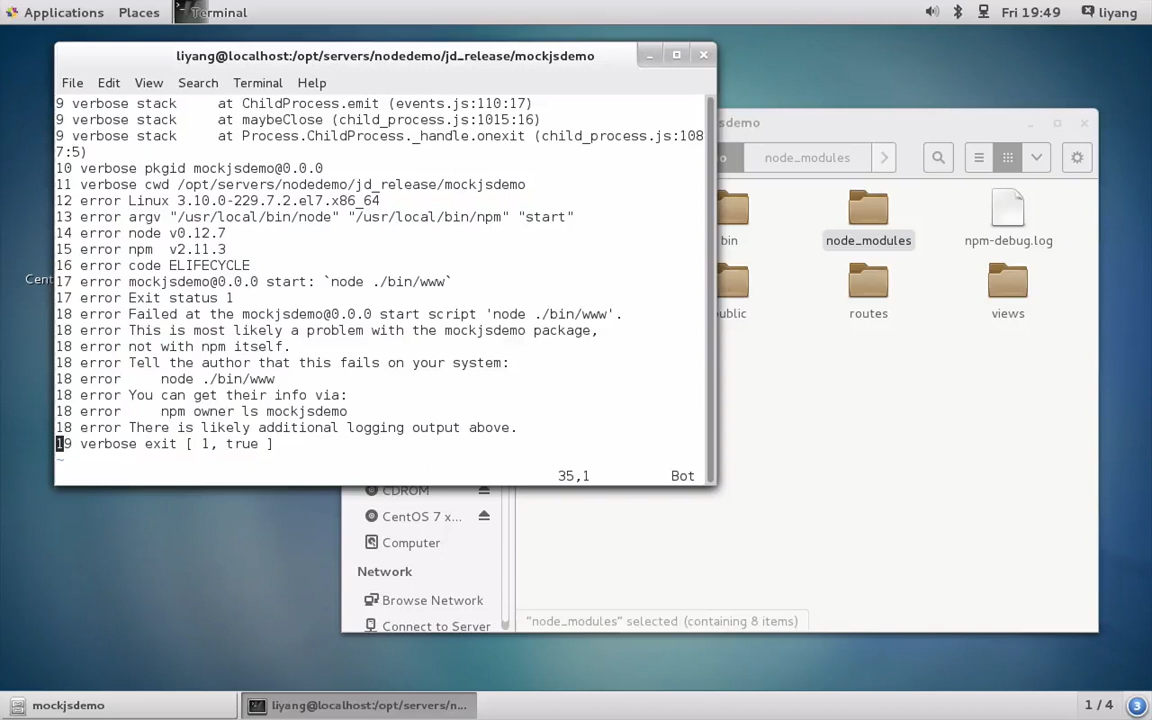 Applications Places Terminal Fri 19:49 liyang
liyang@localhost:/opt/servers/nodedemo/jd_release/mockjsdemo
File Edit View Search Terminal Help
9 verbose stack     at ChildProcess.emit (events.js:110:17)
9 verbose stack     at maybeClose (child_process.js:1015:16)
9 verbose stack     at Process.ChildProcess._handle.onexit (child_process.js:108
7:5)
10 verbose pkgid mockjsdemo@0.0.0
11 verbose cwd /opt/servers/nodedemo/jd_release/mockjsdemo
12 error Linux 3.10.0-229.7.2.el7.x86_64
13 error argv "/usr/local/bin/node" "/usr/local/bin/npm" "start"
14 error node v0.12.7
15 error npm  v2.11.3
16 error code ELIFECYCLE
17 error mockjsdemo@0.0.0 start: `node ./bin/www`
17 error Exit status 1
18 error Failed at the mockjsdemo@0.0.0 start script 'node ./bin/www'.
18 error This is most likely a problem with the mockjsdemo package,
18 error not with npm itself.
18 error Tell the author that this fails on your system:
18 error     node ./bin/www
18 error You can get their info via:
18 error     npm owner ls mockjsdemo
18 error There is likely additional logging output above.
19 verbose exit [ 1, true ]
~
35,1 Bot
Cent
sdemo
o node_modules
bin node_modules npm-debug.log
public routes views
CDROM
CentOS 7 x...
Computer
Network
Browse Network
Connect to Server
"node_modules" selected (containing 8 items)
mockjsdemo liyang@localhost:/opt/servers/n... 1 / 4 3